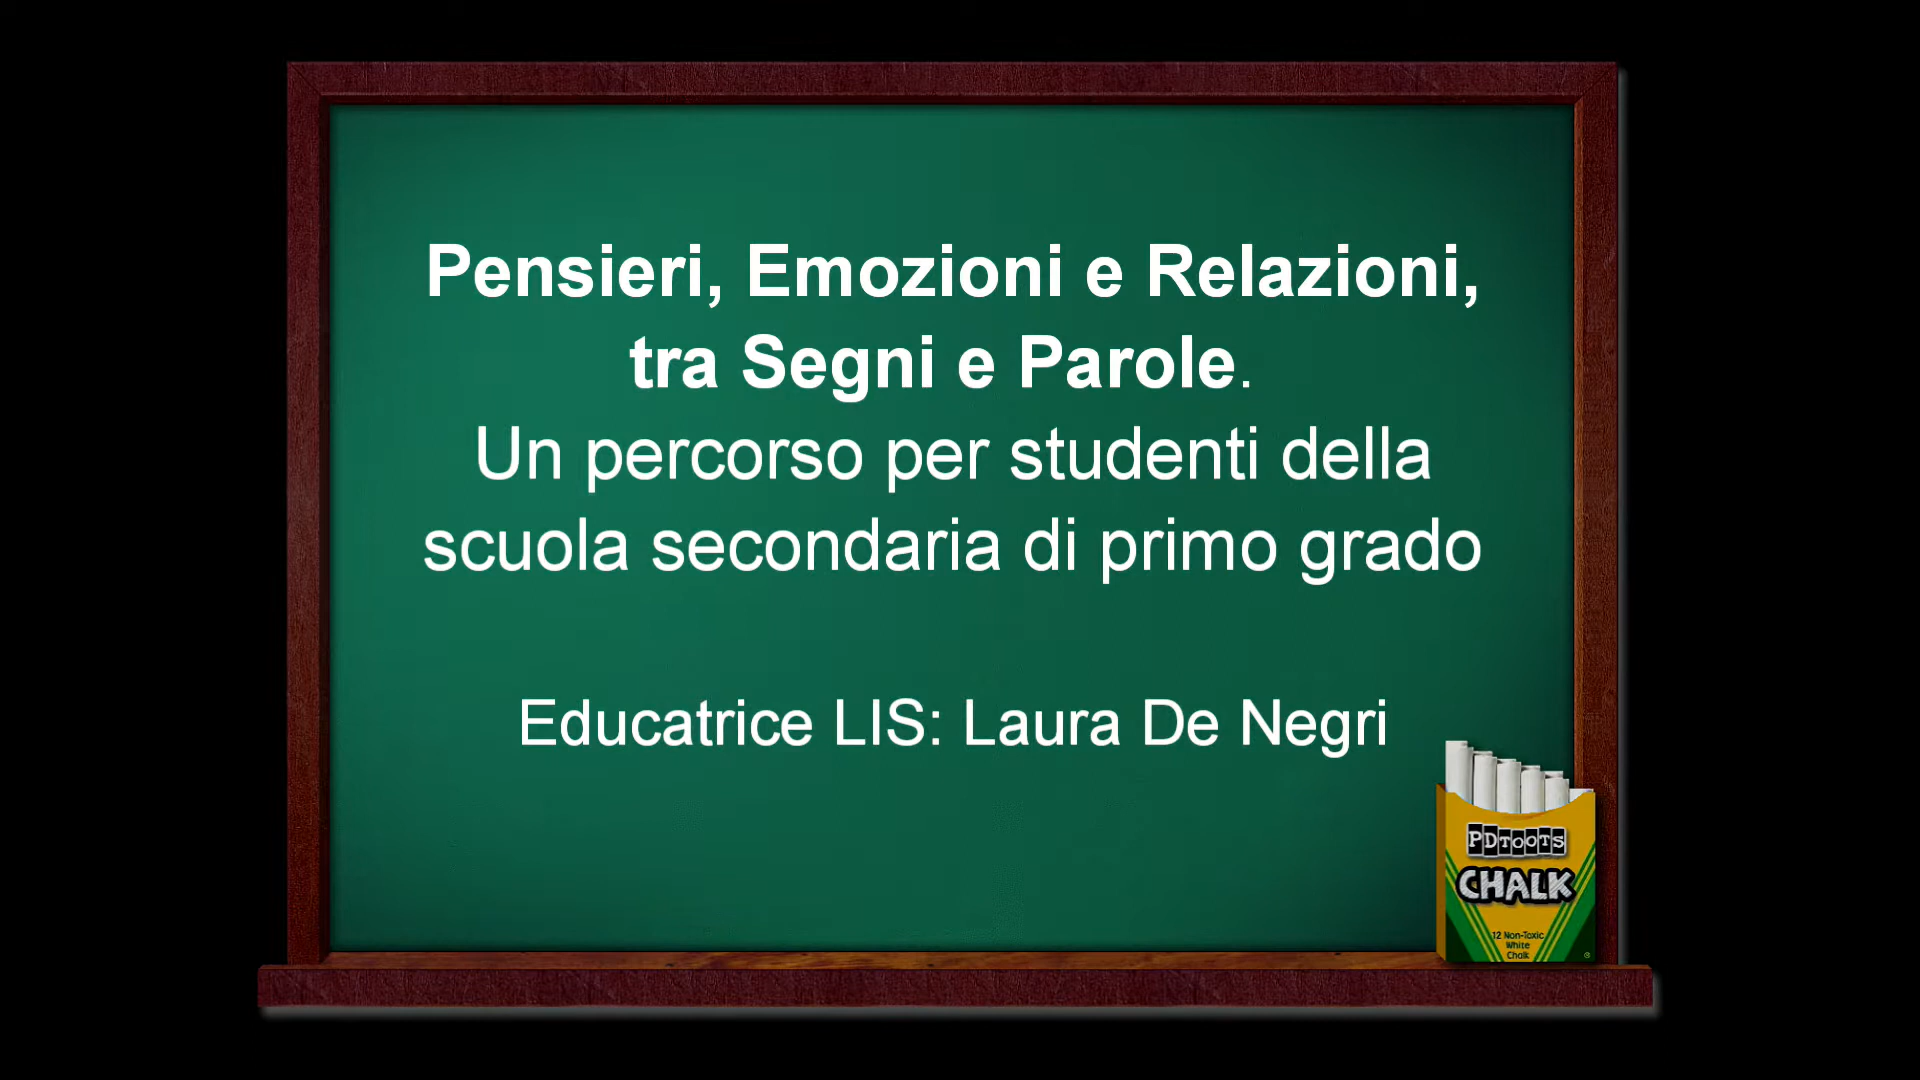 Pensieri, Emozioni e Relazioni,
tra Segni e Parole.
Un percorso per studenti della
scuola secondaria di primo grado
Educatrice LIS: Laura De Negri
PDTOOTS
CHALK
12 Non-Toxic
White
Chalk